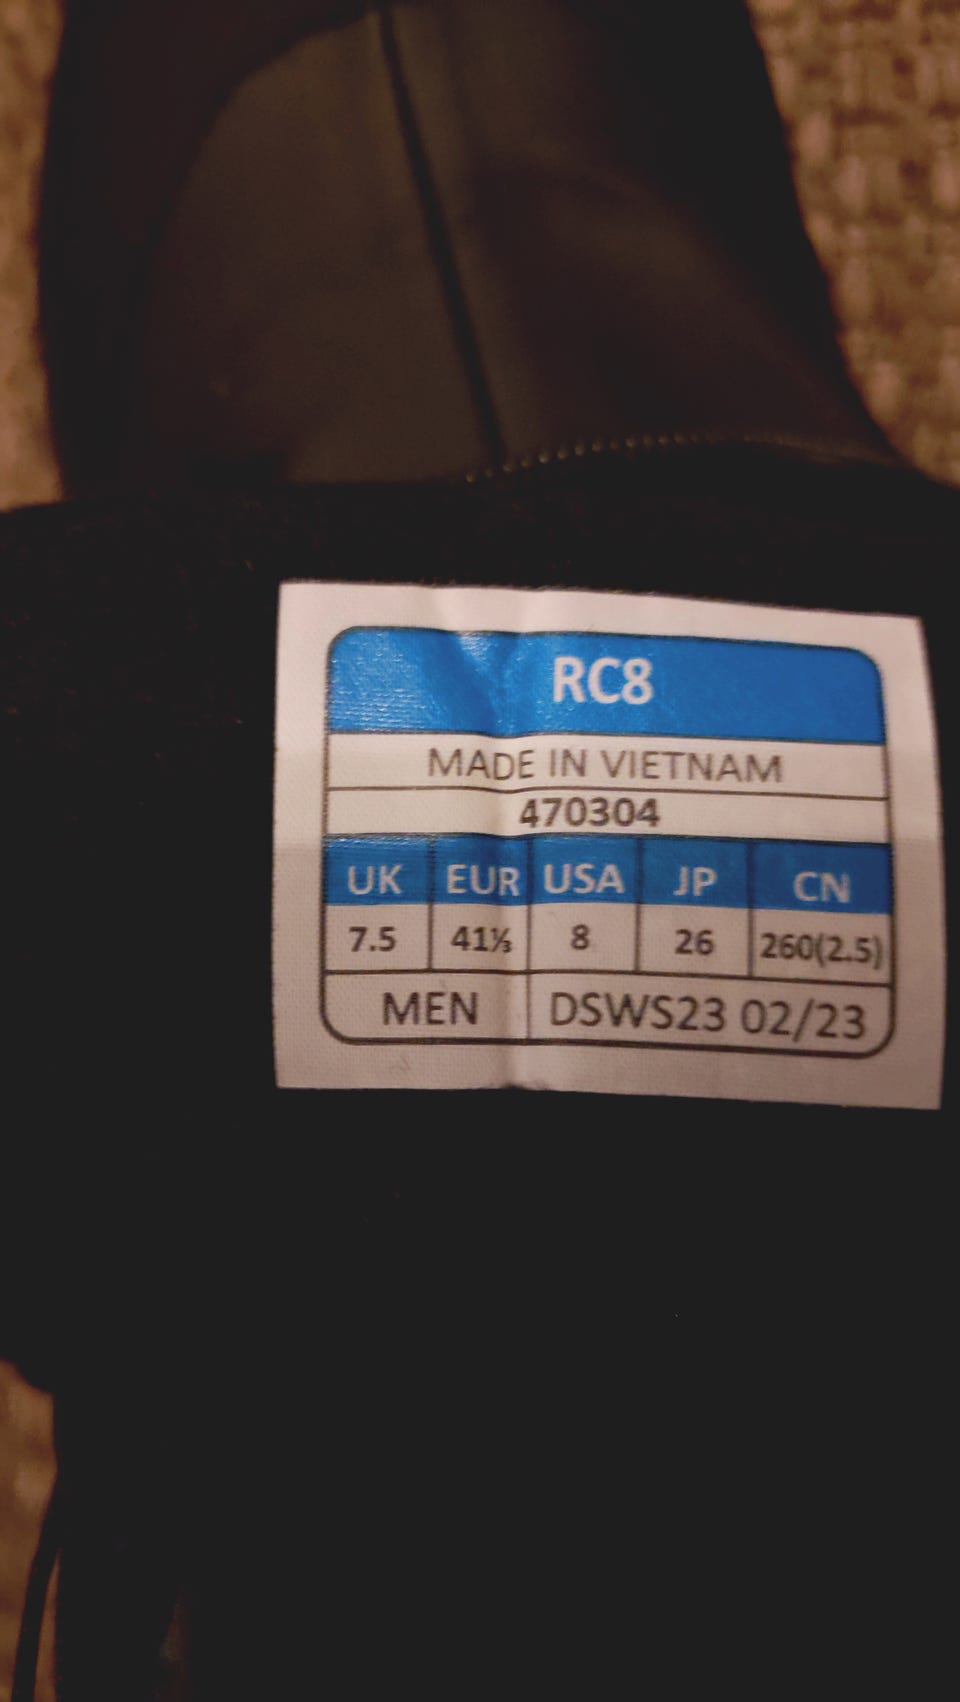 RC8
MADE IN VIETNAM
470304
UK EUR USA JP CN
7.5 41⅓ 8 26 260(2.5)
MEN DSWS23 02/23